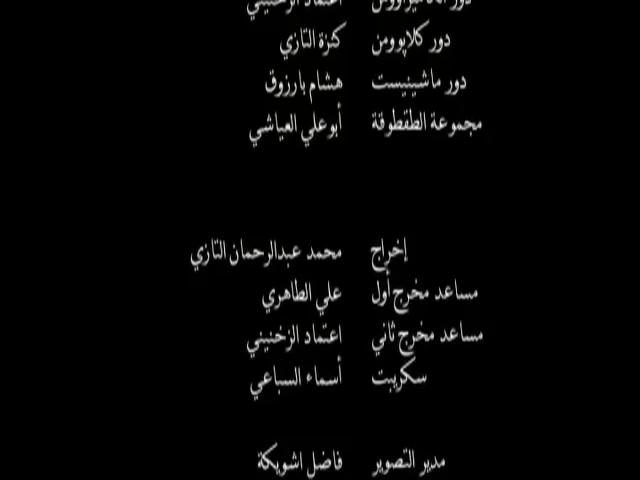 دور كلابوومن كنزة التازي
دور ماشينيست هشام بارزوق
مجموعة الطقطوقة أبوعلي العياشي
إخراج محمد عبدالرحمان التازي
مساعد مخرج أول علي الطاهري
مساعد مخرج ثاني اعتماد الزخنيني
سكريبت أسماء السباعي
مدير التصوير فاضل اشويكة